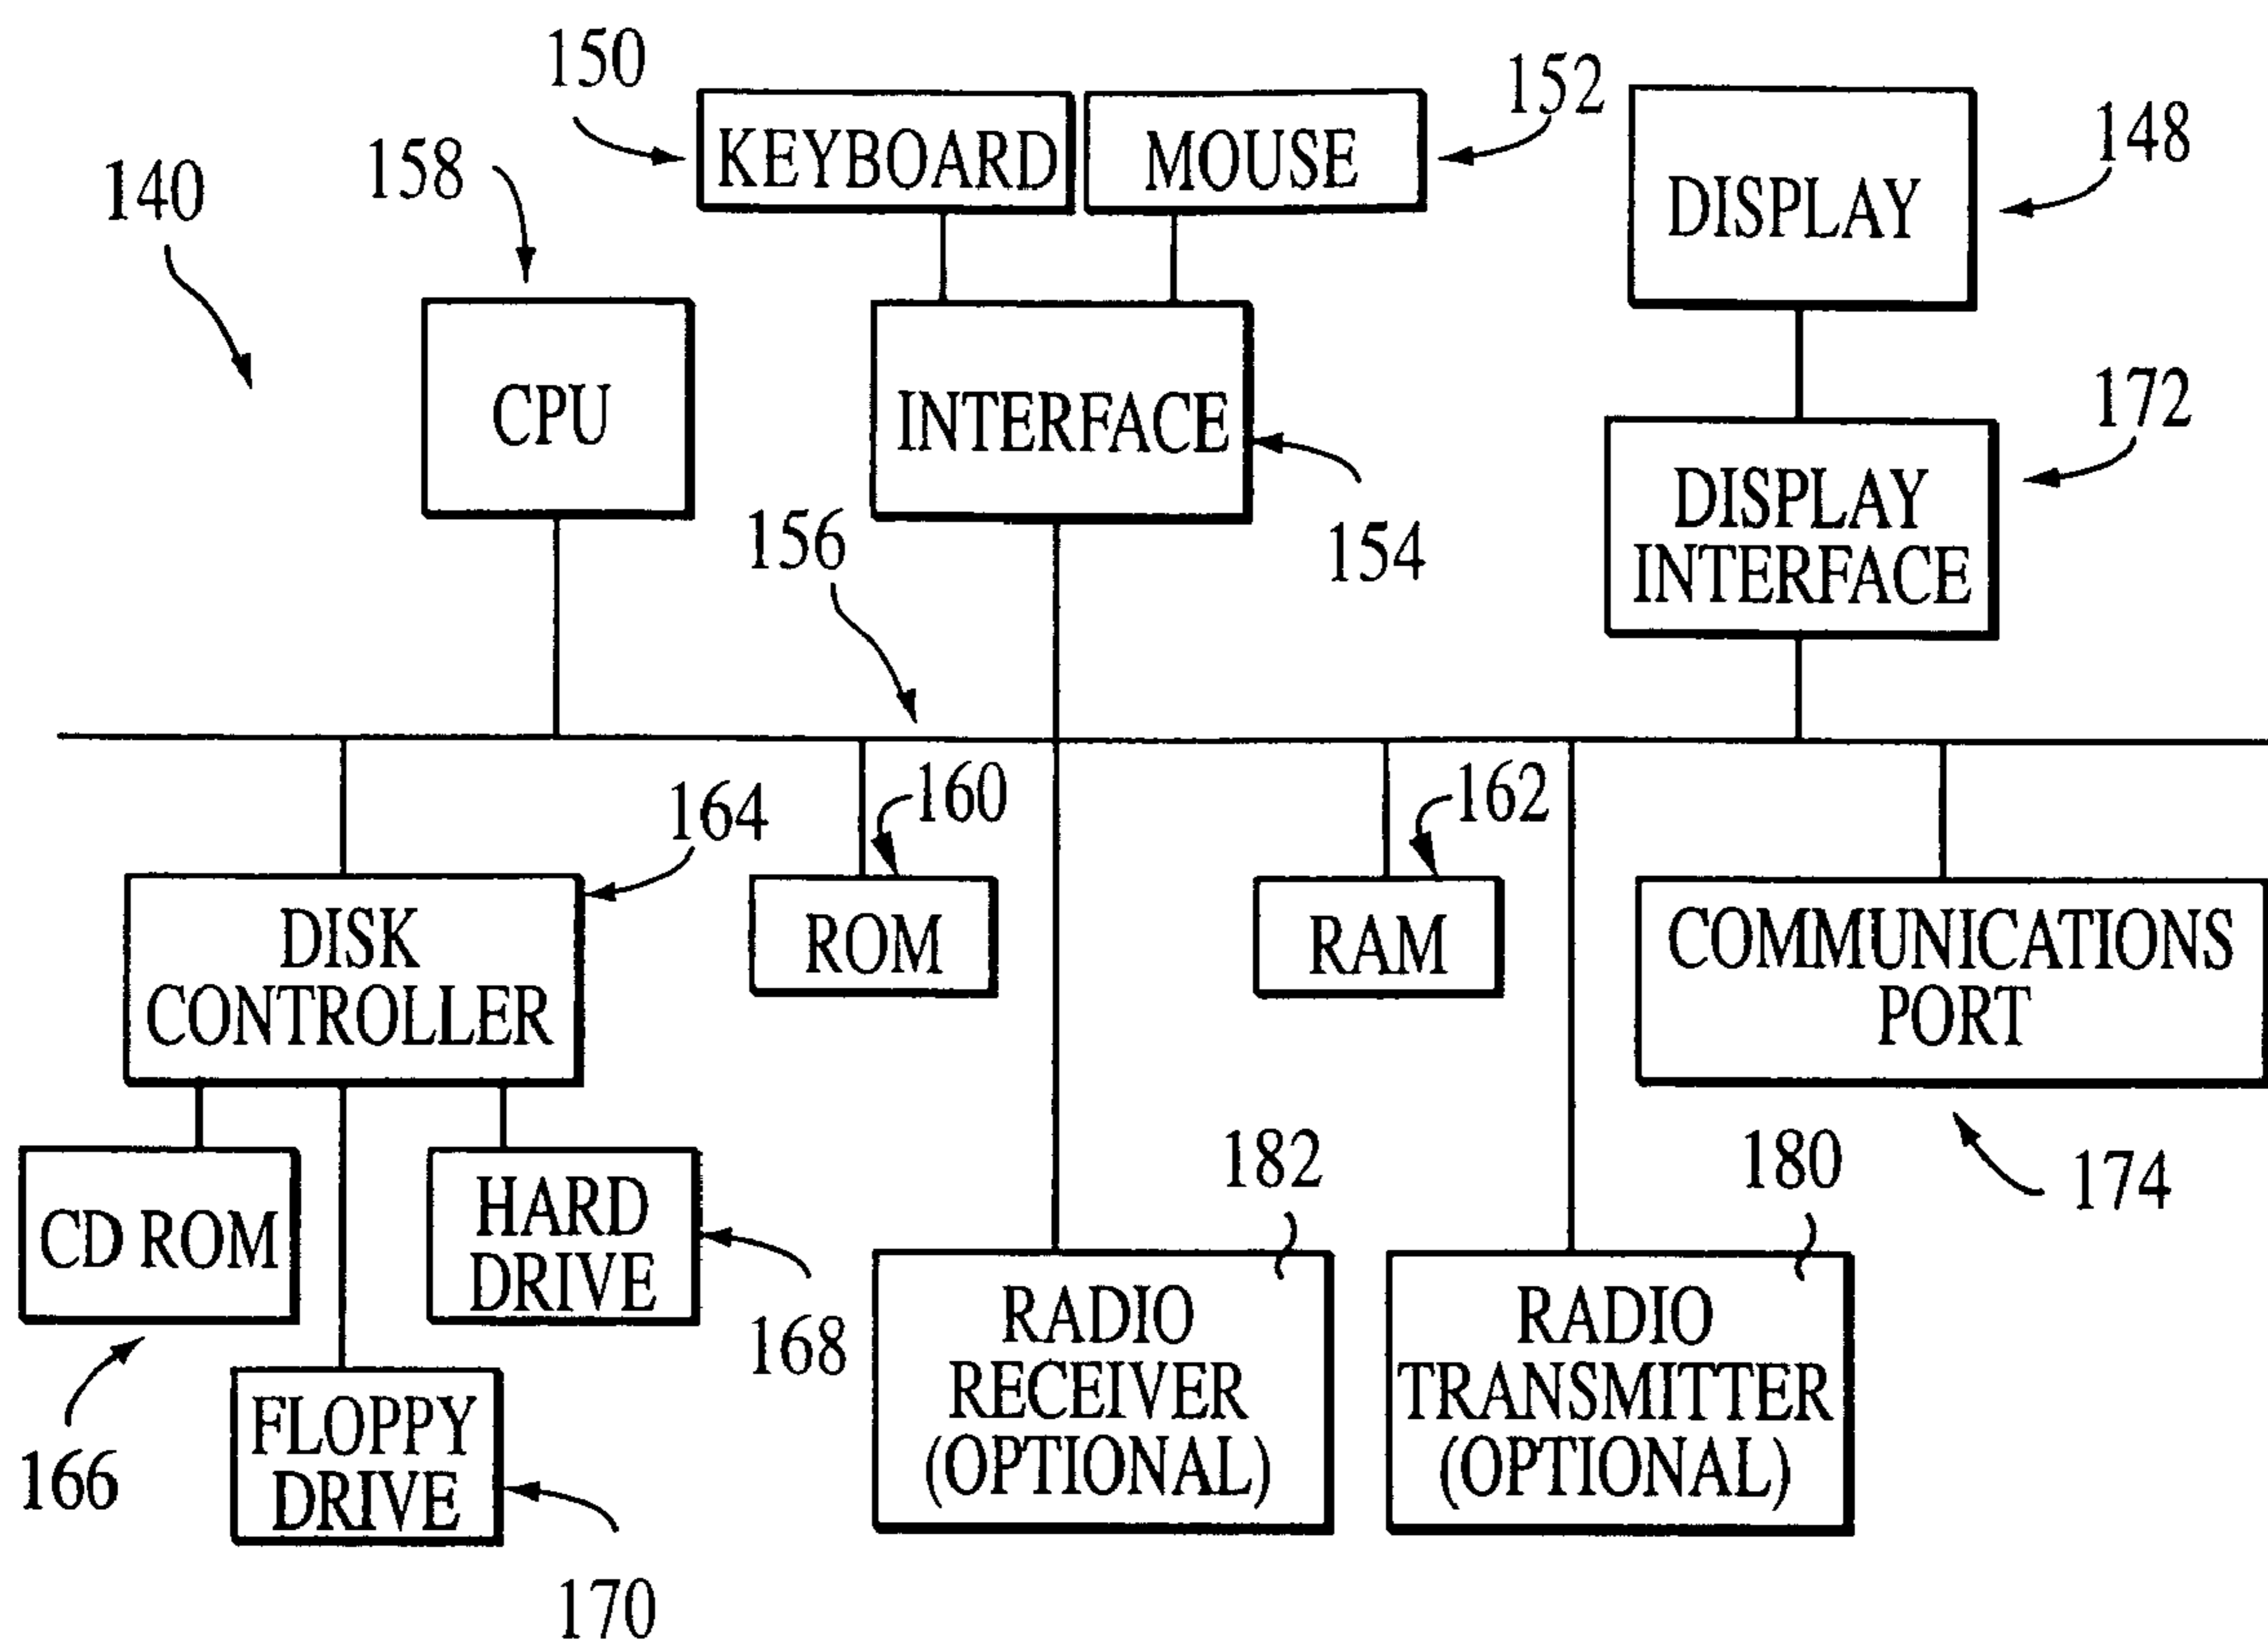 150
KEYBOARD
MOUSE
152
148
158
140
DISPLAY
CPU
INTERFACE
172
DISPLAY
INTERFACE
156
154
164
160
162
DISK
CONTROLLER
ROM
RAM
COMMUNICATIONS
PORT
182
180
174
CD ROM
HARD
DRIVE
168
RADIO
RECEIVER
(OPTIONAL)
RADIO
TRANSMITTER
(OPTIONAL)
166
FLOPPY
DRIVE
170